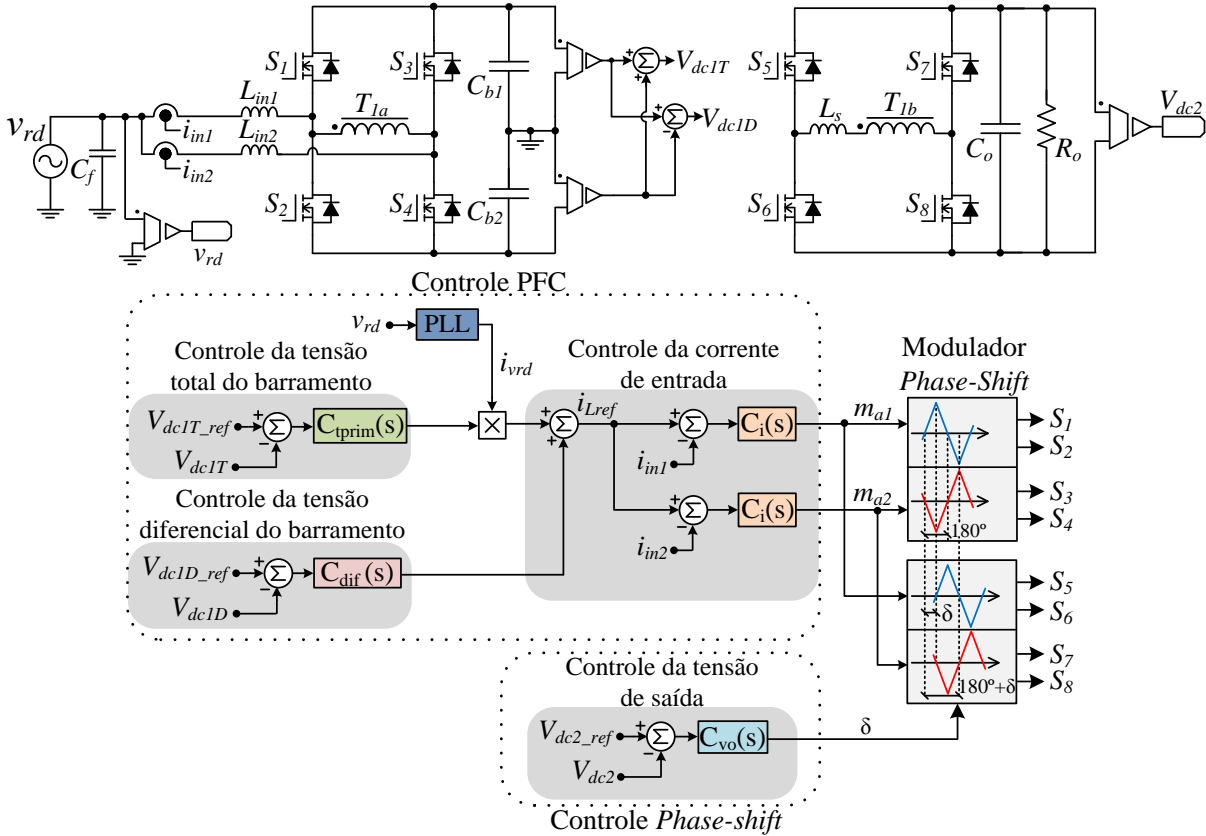 S1
S3
Cb1
Vdc1T
Vdc1D
Lin1
T1a
iin1
Lin2
vrd
Cf
iin2
S2
S4
Cb2
vrd
S5
S7
Ls
T1b
Co
Ro
Vdc2
S6
S8
Controle PFC
vrd
PLL
ivrd
Controle da tensão
total do barramento
Vdc1T_ref
Ctprim(s)
Vdc1T
Controle da tensão
diferencial do barramento
Vdc1D_ref
Cdif (s)
Vdc1D
Controle da corrente
de entrada
iLref
Ci(s)
iin1
Ci(s)
iin2
ma1
ma2
Modulador
Phase-Shift
S1
S2
S3
S4
180º
S5
S6
δ
S7
S8
180º+δ
Controle da tensão
de saída
Vdc2_ref
Cvo(s)
δ
Vdc2
Controle Phase-shift